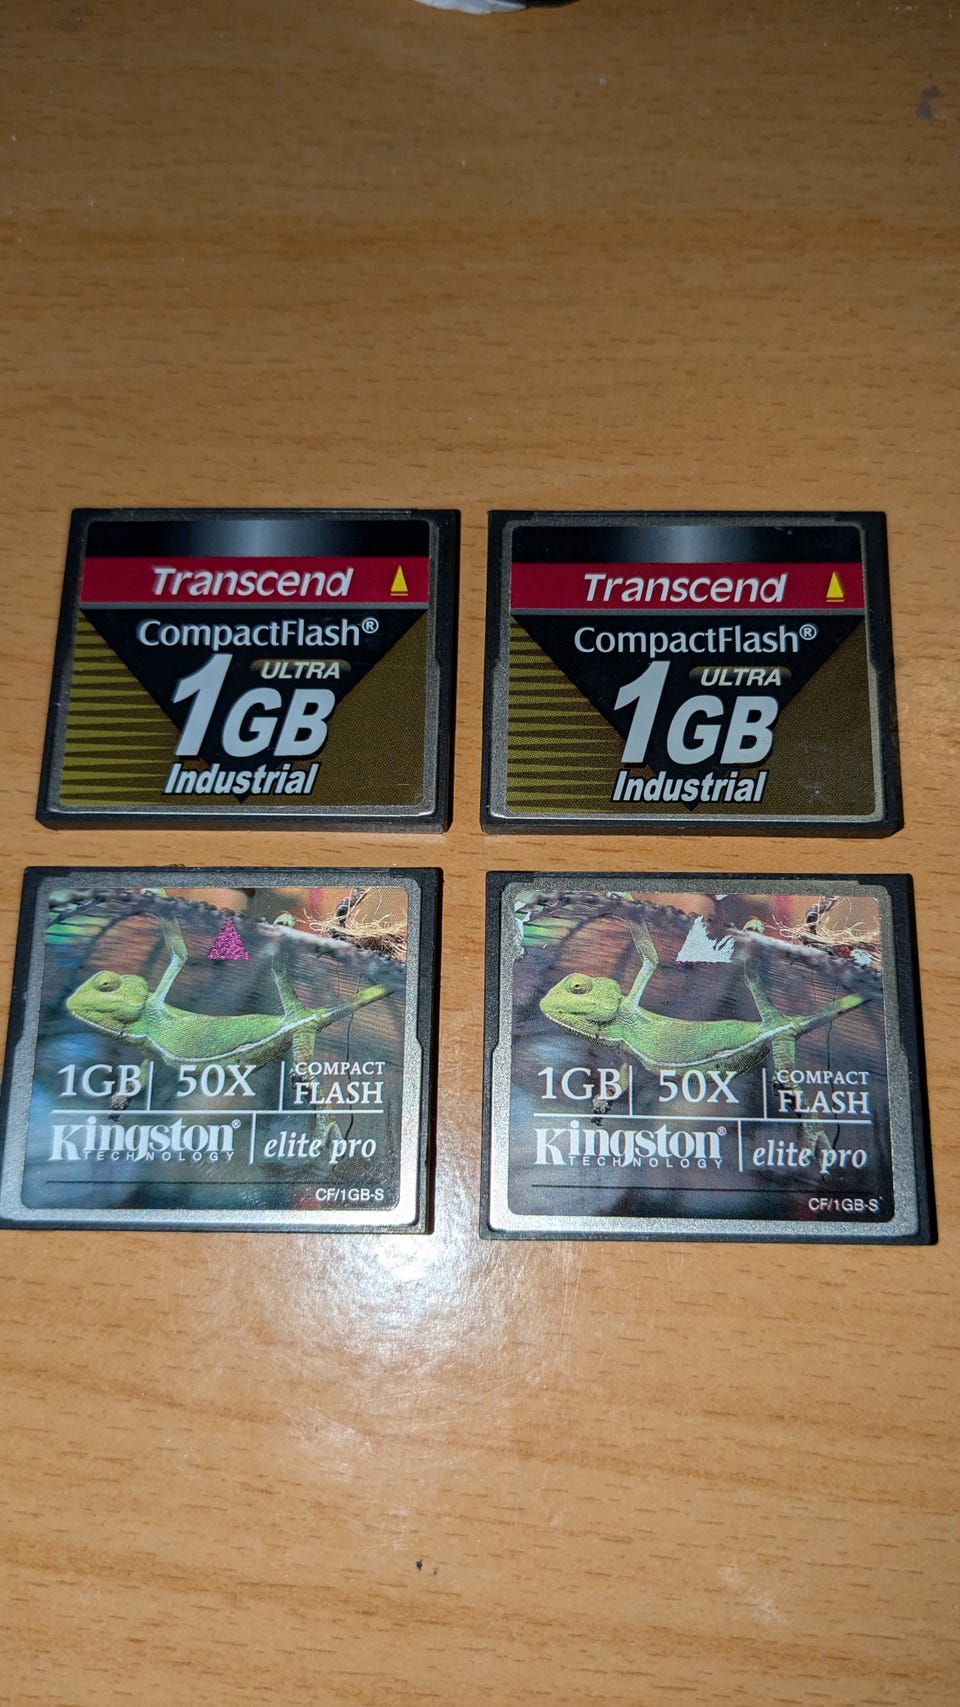 Transcend
CompactFlash®
ULTRA
1GB
Industrial
Transcend
CompactFlash®
ULTRA
1GB
Industrial
1GB 50X COMPACT FLASH
Kingston® elite pro
TECHNOLOGY
CF/1GB-S
1GB 50X COMPACT FLASH
Kingston® elite pro
TECHNOLOGY
CF/1GB-S